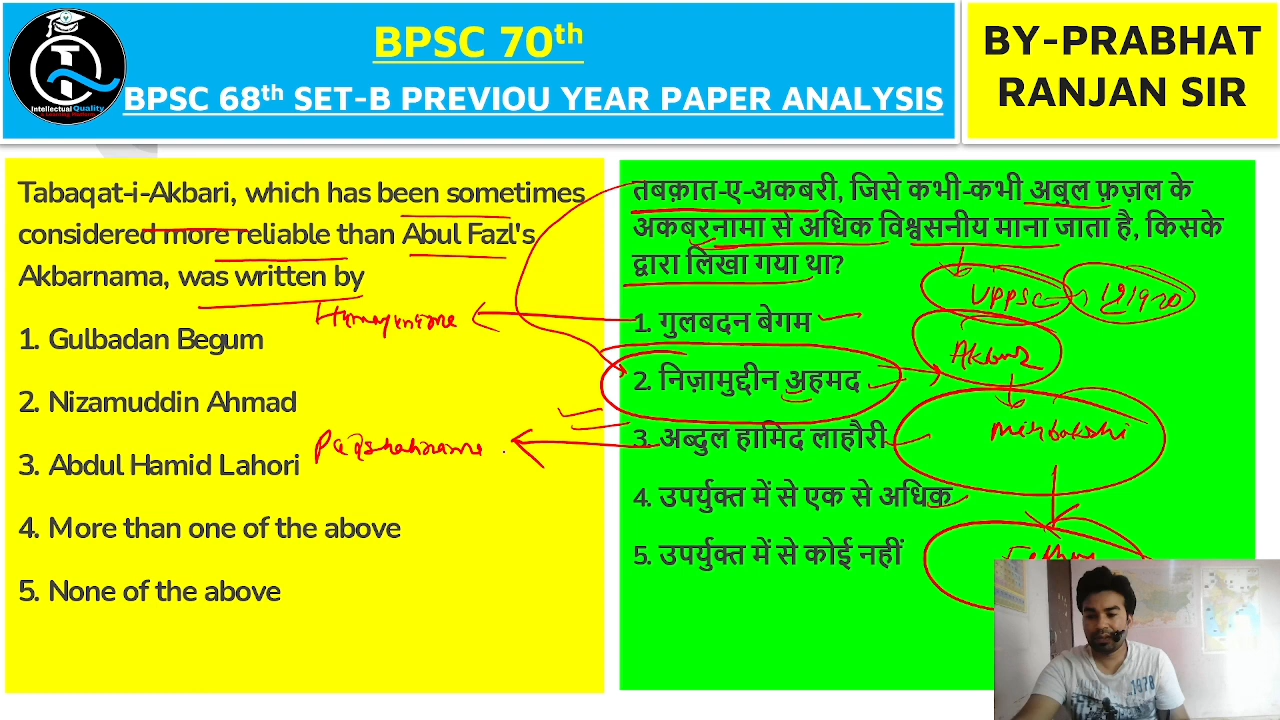 BPSC 70th
BPSC 68th SET-B PREVIOU YEAR PAPER ANALYSIS
BY-PRABHAT
RANJAN SIR
Intellectual Quality
Tabaqat-i-Akbari, which has been sometimes
considered more reliable than Abul Fazl's
Akbarnama, was written by
1. Gulbadan Begum
2. Nizamuddin Ahmad
3. Abdul Hamid Lahori
4. More than one of the above
5. None of the above
तबक़ात-ए-अकबरी, जिसे कभी-कभी अबुल फ़ज़ल के
अकबरनामा से अधिक विश्वसनीय माना जाता है, किसके
द्वारा लिखा गया था?
1. गुलबदन बेगम
2. निज़ामुद्दीन अहमद
3. अब्दुल हामिद लाहौरी
4. उपर्युक्त में से एक से अधिक
5. उपर्युक्त में से कोई नहीं
UPPSC